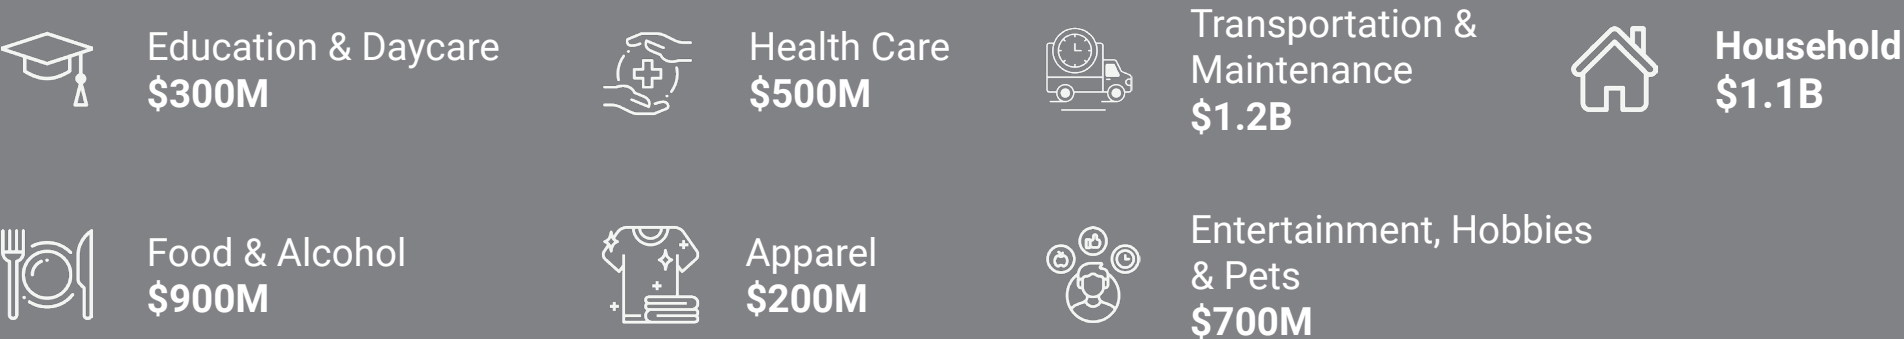 Education & Daycare
$300M
Health Care
$500M
Transportation &
Maintenance
$1.2B
Household
$1.1B
Food & Alcohol
$900M
Apparel
$200M
Entertainment, Hobbies
& Pets
$700M